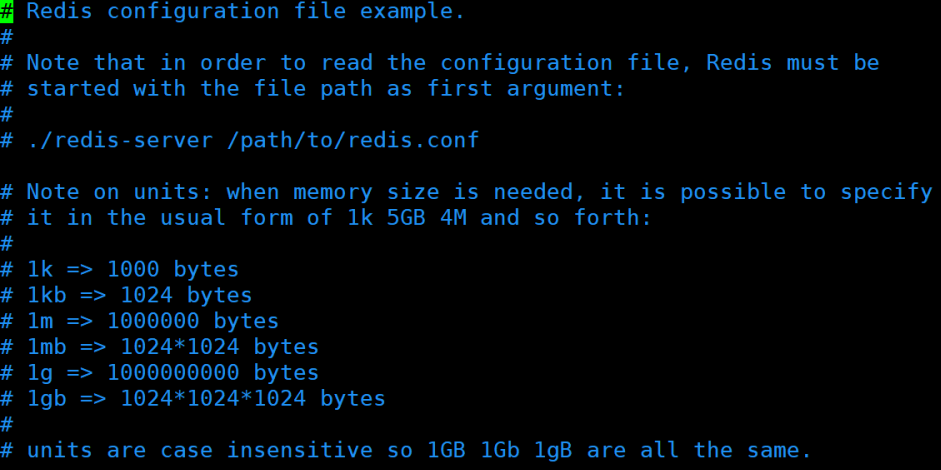 # Redis configuration file example.
#
# Note that in order to read the configuration file, Redis must be
# started with the file path as first argument:
#
# ./redis-server /path/to/redis.conf

# Note on units: when memory size is needed, it is possible to specify
# it in the usual form of 1k 5GB 4M and so forth:
#
# 1k => 1000 bytes
# 1kb => 1024 bytes
# 1m => 1000000 bytes
# 1mb => 1024*1024 bytes
# 1g => 1000000000 bytes
# 1gb => 1024*1024*1024 bytes
#
# units are case insensitive so 1GB 1Gb 1gB are all the same.